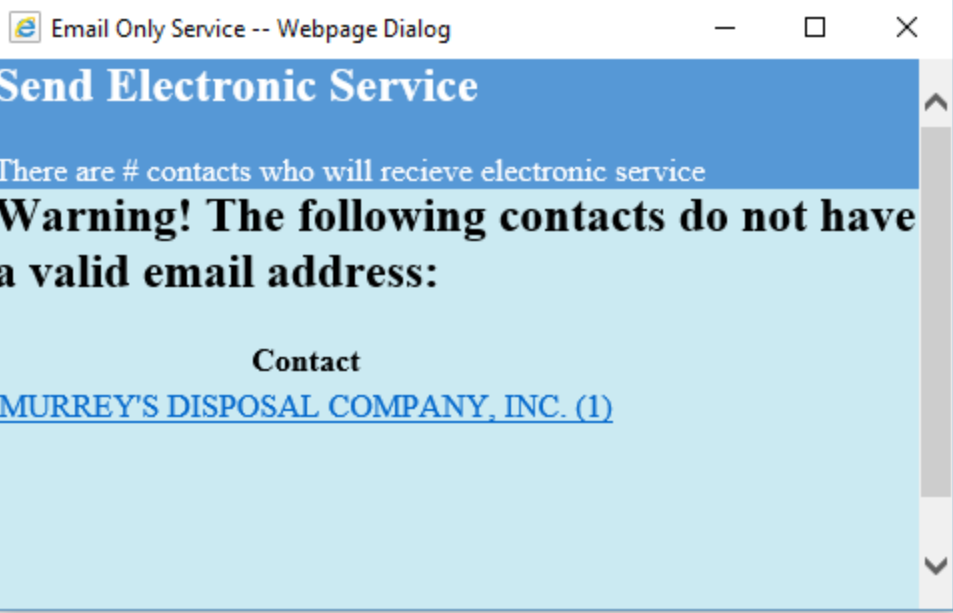 Email Only Service -- Webpage Dialog
Send Electronic Service
There are # contacts who will recieve electronic service
Warning! The following contacts do not have
a valid email address:
Contact
MURREY'S DISPOSAL COMPANY, INC. (1)